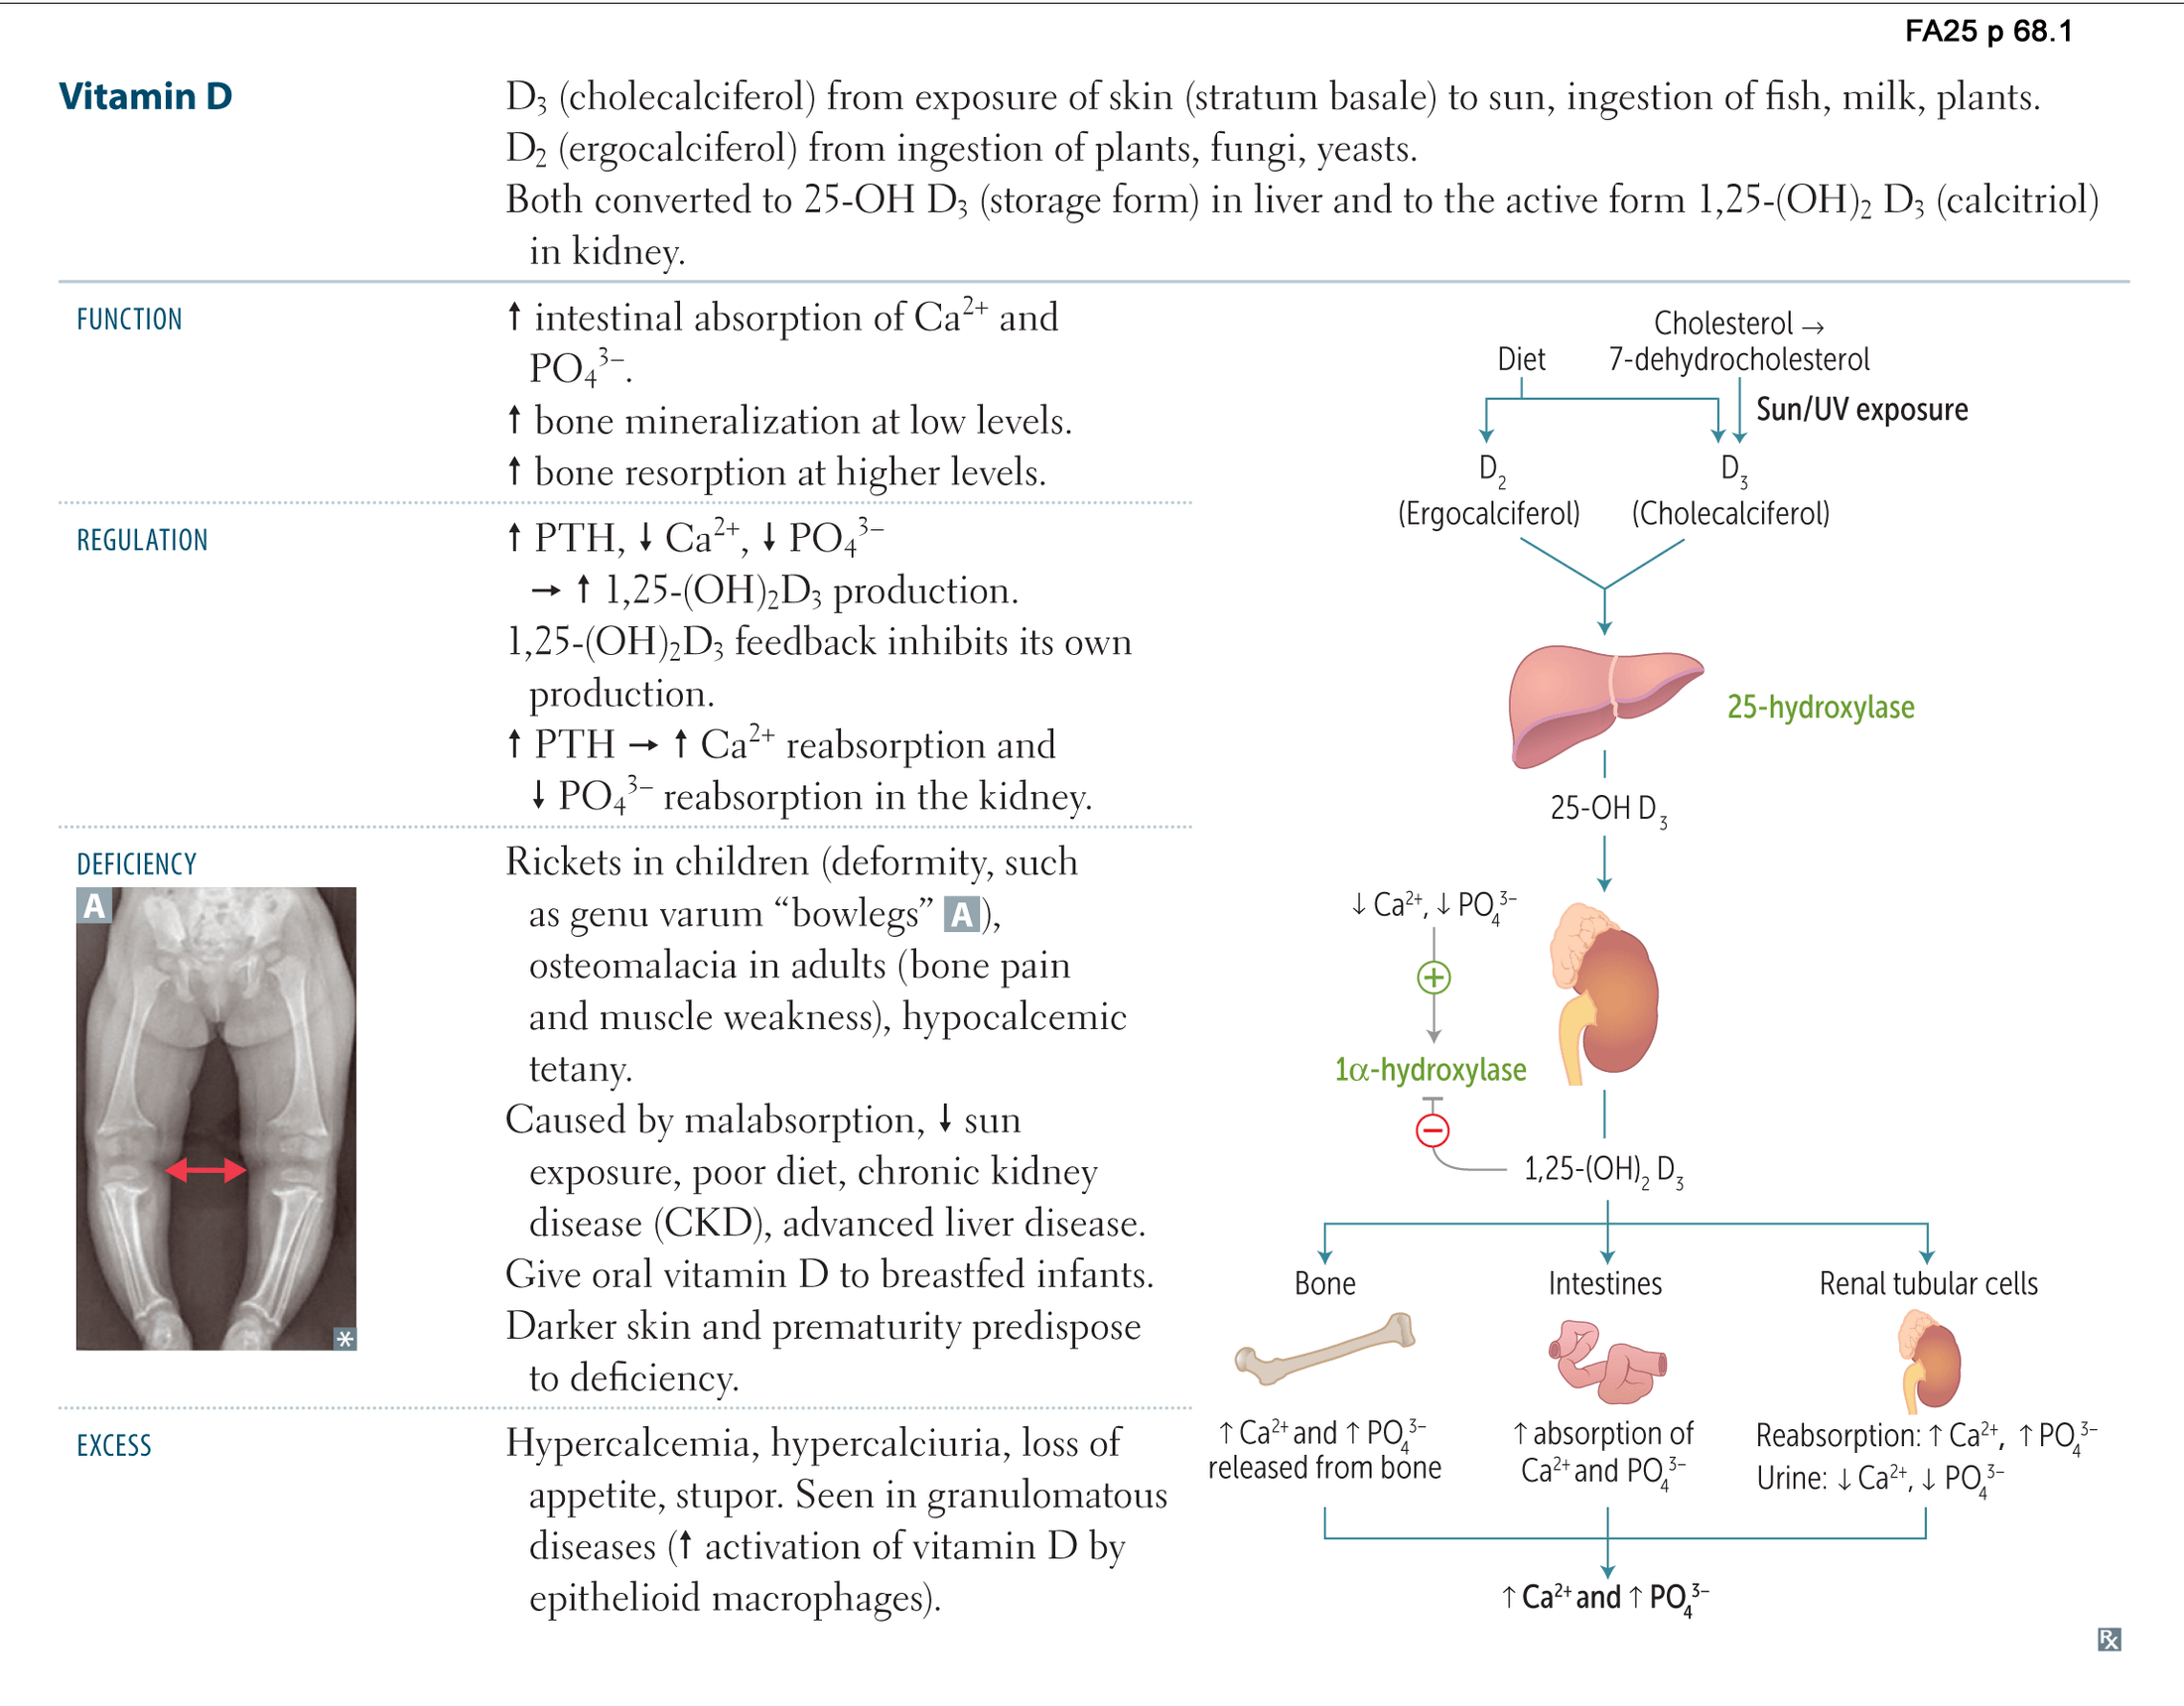 FA25 p 68.1
Vitamin D
D₃ (cholecalciferol) from exposure of skin (stratum basale) to sun, ingestion of fish, milk, plants.
D₂ (ergocalciferol) from ingestion of plants, fungi, yeasts.
Both converted to 25-OH D₃ (storage form) in liver and to the active form 1,25-(OH)₂ D₃ (calcitriol)
in kidney.
FUNCTION
↑ intestinal absorption of Ca²⁺ and
PO₄³⁻.
↑ bone mineralization at low levels.
↑ bone resorption at higher levels.
REGULATION
↑ PTH, ↓ Ca²⁺, ↓ PO₄³⁻
→ ↑ 1,25-(OH)₂D₃ production.
1,25-(OH)₂D₃ feedback inhibits its own
production.
↑ PTH → ↑ Ca²⁺ reabsorption and
↓ PO₄³⁻ reabsorption in the kidney.
DEFICIENCY
A
*
Rickets in children (deformity, such
as genu varum “bowlegs” A),
osteomalacia in adults (bone pain
and muscle weakness), hypocalcemic
tetany.
Caused by malabsorption, ↓ sun
exposure, poor diet, chronic kidney
disease (CKD), advanced liver disease.
Give oral vitamin D to breastfed infants.
Darker skin and prematurity predispose
to deficiency.
EXCESS
Hypercalcemia, hypercalciuria, loss of
appetite, stupor. Seen in granulomatous
diseases (↑ activation of vitamin D by
epithelioid macrophages).
Cholesterol →
Diet 7-dehydrocholesterol
Sun/UV exposure
D₂ D₃
(Ergocalciferol) (Cholecalciferol)
25-hydroxylase
25-OH D₃
↓ Ca²⁺, ↓ PO₄³⁻
+
1α-hydroxylase
−
1,25-(OH)₂ D₃
Bone Intestines Renal tubular cells
↑ Ca²⁺ and ↑ PO₄³⁻
released from bone
↑ absorption of
Ca²⁺ and PO₄³⁻
Reabsorption: ↑ Ca²⁺, ↑ PO₄³⁻
Urine: ↓ Ca²⁺, ↓ PO₄³⁻
↑ Ca²⁺ and ↑ PO₄³⁻
Rx